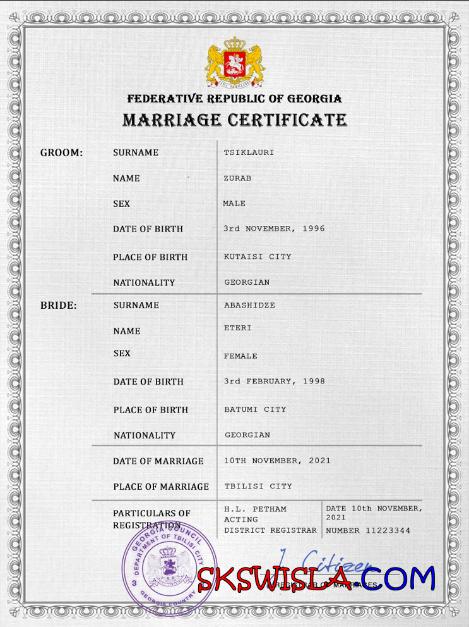 FEDERATIVE REPUBLIC OF GEORGIA
MARRIAGE CERTIFICATE
GROOM: SURNAME TSIKLAURI
NAME ZURAB
SEX MALE
DATE OF BIRTH 3rd NOVEMBER, 1996
PLACE OF BIRTH KUTAISI CITY
NATIONALITY GEORGIAN
BRIDE: SURNAME ABASHIDZE
NAME ETERI
SEX FEMALE
DATE OF BIRTH 3rd FEBRUARY, 1998
PLACE OF BIRTH BATUMI CITY
NATIONALITY GEORGIAN
DATE OF MARRIAGE 10TH NOVEMBER, 2021
PLACE OF MARRIAGE TBILISI CITY
PARTICULARS OF REGISTRATION
H.L. PETHAM
ACTING
DISTRICT REGISTRAR
DATE 10th NOVEMBER,
2021
NUMBER 11223344
GEORGIA COUNCIL
DEPARTMENT OF TBILISI CITY
3
GEORGIA COUNTRY
J. Citizen
SKSWISLA.COM